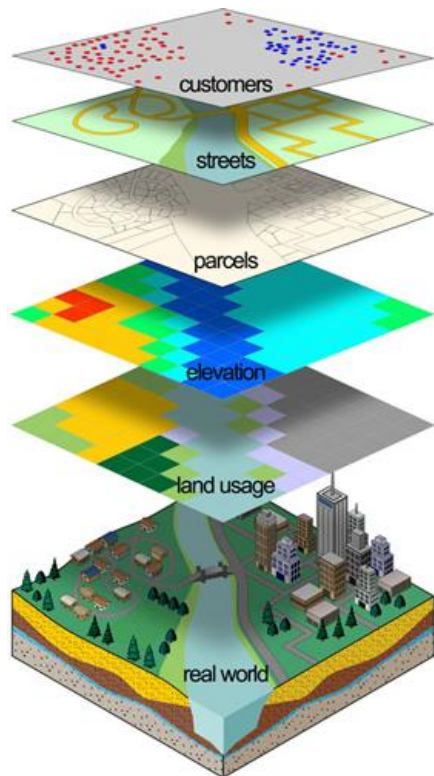 customers
streets
parcels
elevation
land usage
real world